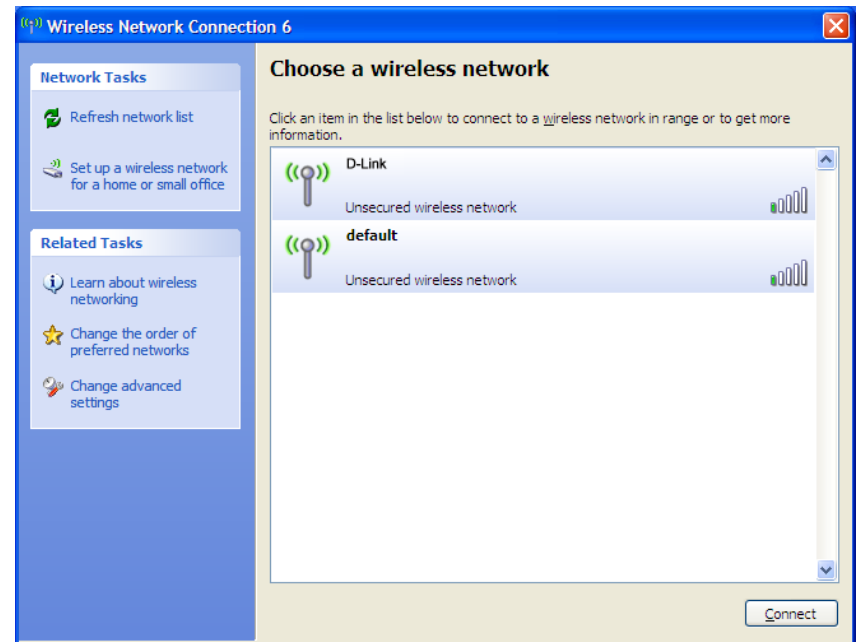 Wireless Network Connection 6
Network Tasks
Refresh network list
Set up a wireless network
for a home or small office
Related Tasks
Learn about wireless
networking
Change the order of
preferred networks
Change advanced
settings
Choose a wireless network
Click an item in the list below to connect to a wireless network in range or to get more
information.
D-Link
Unsecured wireless network
default
Unsecured wireless network
Connect